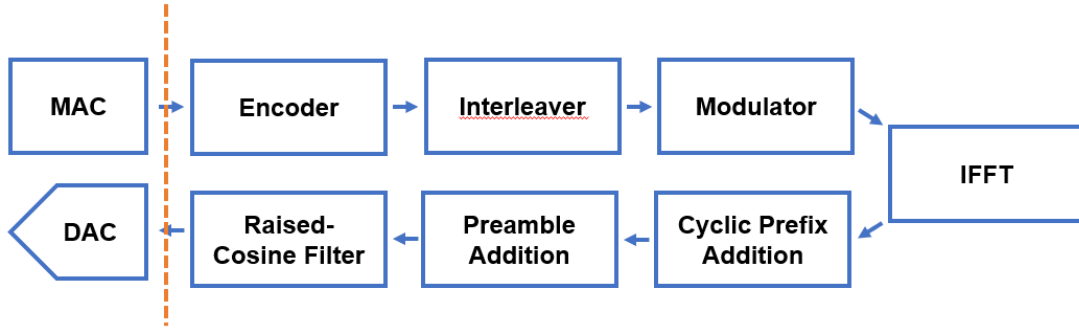 MAC
Encoder
Interleaver
Modulator
IFFT
Cyclic Prefix
Addition
Preamble
Addition
Raised-
Cosine Filter
DAC